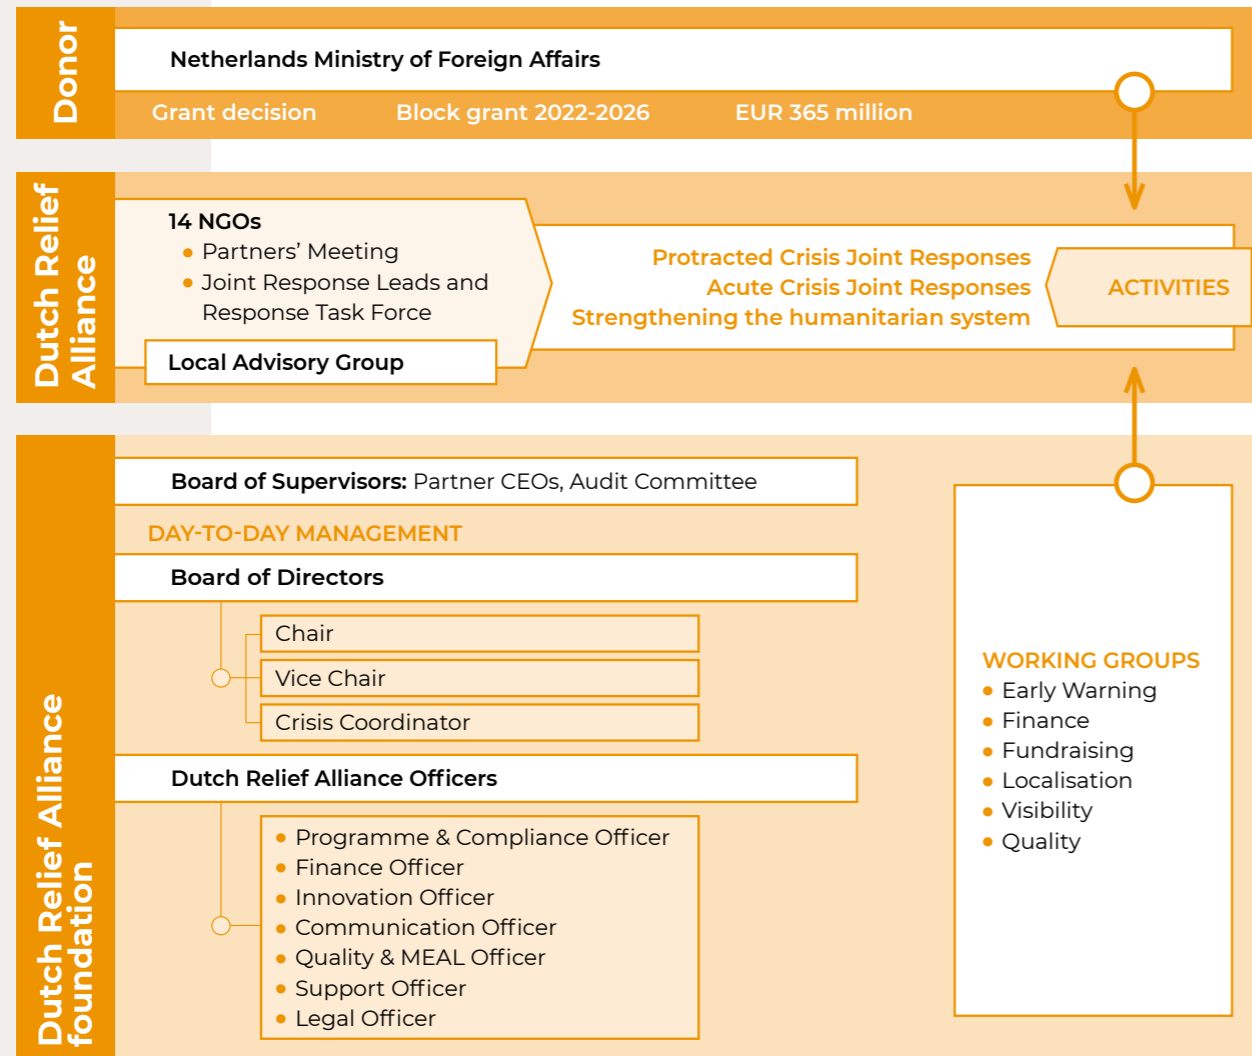 Donor
Netherlands Ministry of Foreign Affairs
Grant decision
Block grant 2022-2026
EUR 365 million
Dutch Relief
Alliance
14 NGOs
• Partners’ Meeting
• Joint Response Leads and
Response Task Force
Local Advisory Group
Protracted Crisis Joint Responses
Acute Crisis Joint Responses
Strengthening the humanitarian system
ACTIVITIES
Dutch Relief Alliance
foundation
Board of Supervisors: Partner CEOs, Audit Committee
DAY-TO-DAY MANAGEMENT
Board of Directors
Chair
Vice Chair
Crisis Coordinator
Dutch Relief Alliance Officers
• Programme & Compliance Officer
• Finance Officer
• Innovation Officer
• Communication Officer
• Quality & MEAL Officer
• Support Officer
• Legal Officer
WORKING GROUPS
• Early Warning
• Finance
• Fundraising
• Localisation
• Visibility
• Quality